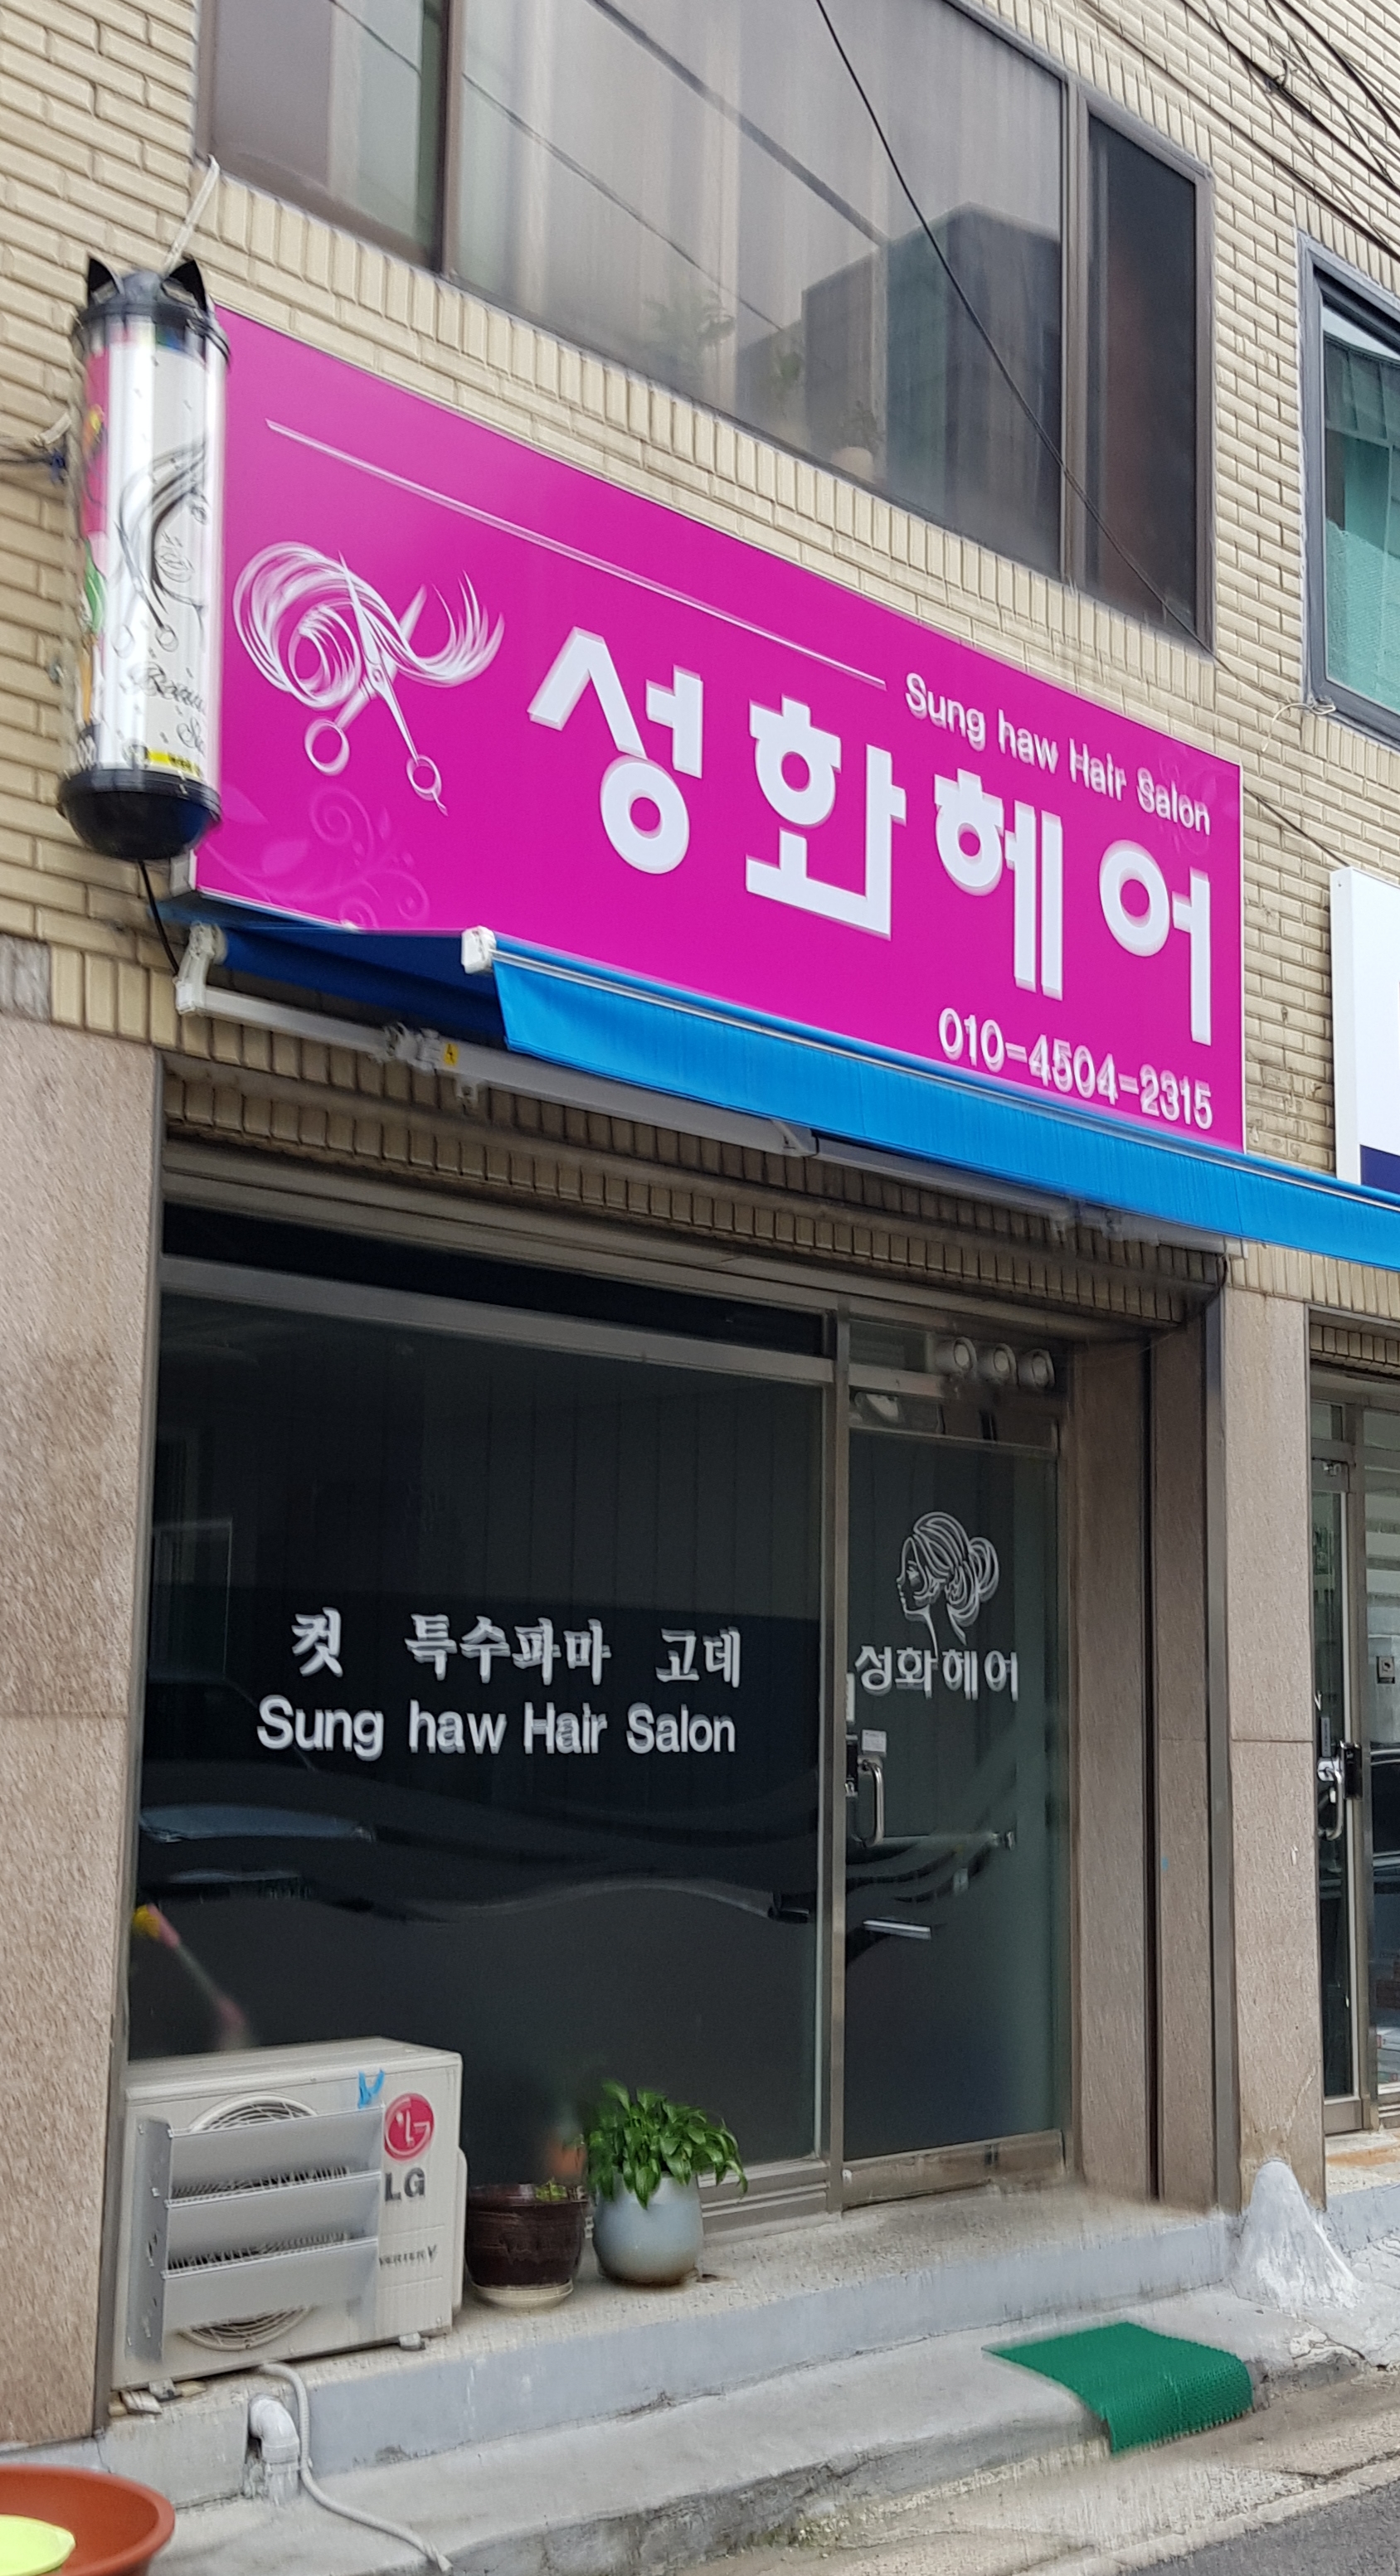 Sung haw Hair Salon
성화헤어
010-4504-2315
컷 특수파마 고데
Sung haw Hair Salon
성화헤어
LG